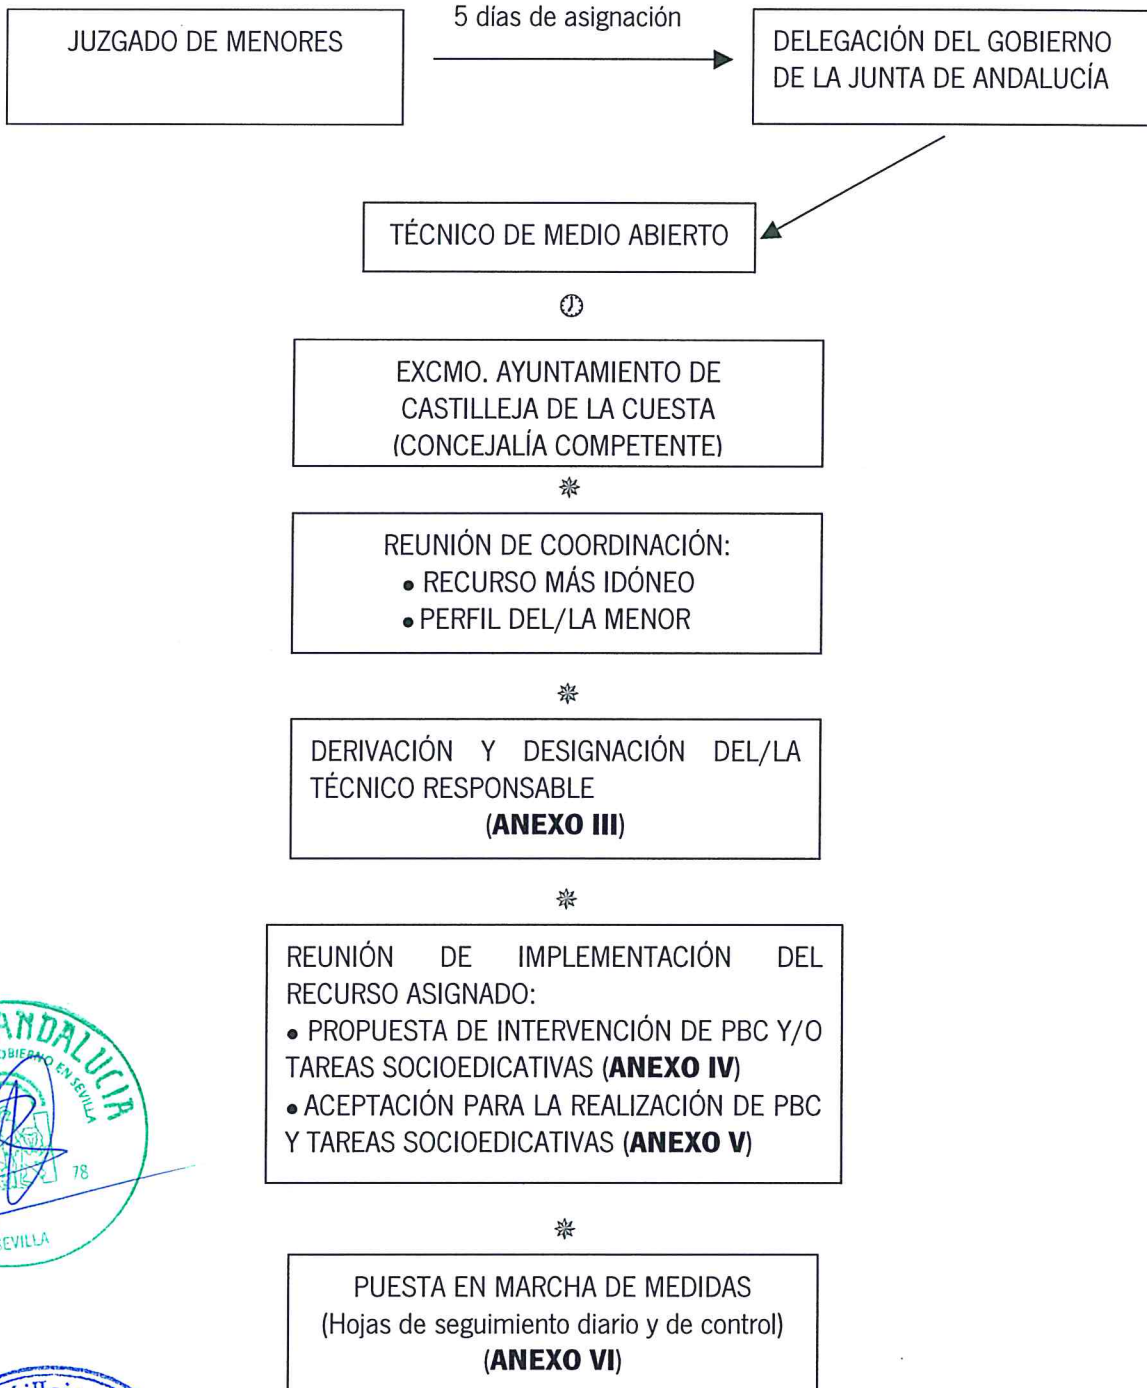 5 días de asignación
JUZGADO DE MENORES
DELEGACIÓN DEL GOBIERNO
DE LA JUNTA DE ANDALUCÍA
TÉCNICO DE MEDIO ABIERTO
EXCMO. AYUNTAMIENTO DE
CASTILLEJA DE LA CUESTA
(CONCEJALÍA COMPETENTE)
REUNIÓN DE COORDINACIÓN:
• RECURSO MÁS IDÓNEO
• PERFIL DEL/LA MENOR
DERIVACIÓN Y DESIGNACIÓN DEL/LA
TÉCNICO RESPONSABLE
(ANEXO III)
REUNIÓN DE IMPLEMENTACIÓN DEL
RECURSO ASIGNADO:
• PROPUESTA DE INTERVENCIÓN DE PBC Y/O
TAREAS SOCIOEDICATIVAS (ANEXO IV)
• ACEPTACIÓN PARA LA REALIZACIÓN DE PBC
Y TAREAS SOCIOEDICATIVAS (ANEXO V)
PUESTA EN MARCHA DE MEDIDAS
(Hojas de seguimiento diario y de control)
(ANEXO VI)
ANDALUCIA
EN SEVILLA
78
SEVILLA